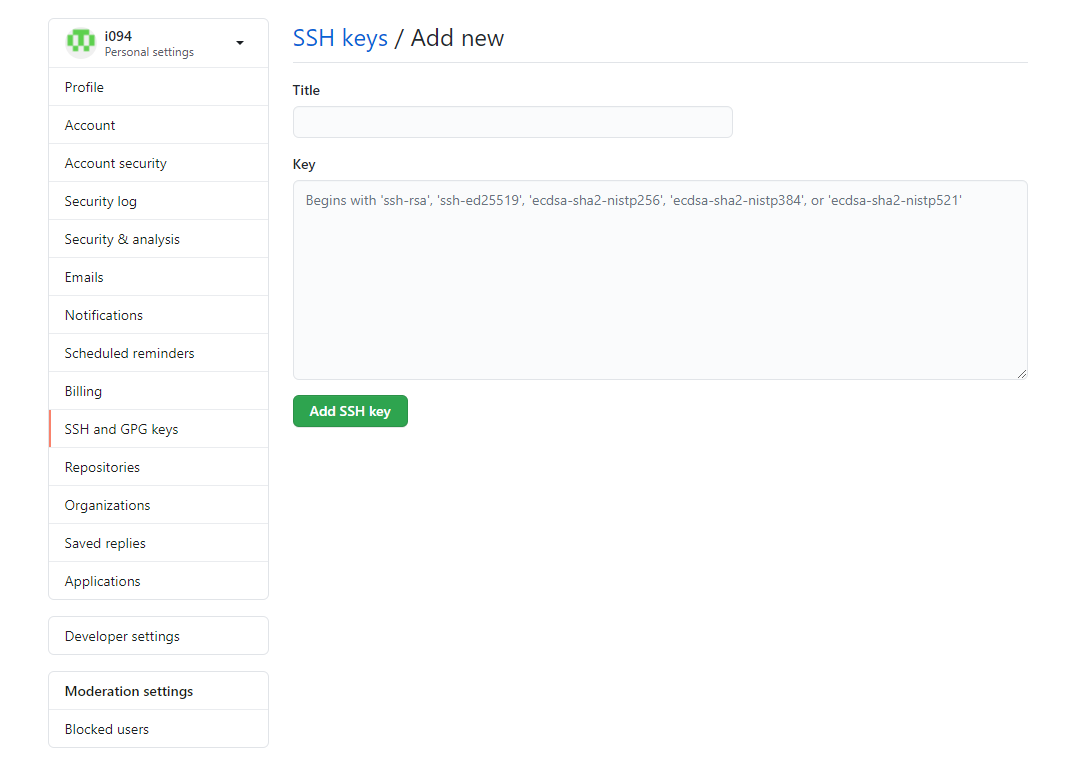 i094
Personal settings
Profile
Account
Account security
Security log
Security & analysis
Emails
Notifications
Scheduled reminders
Billing
SSH and GPG keys
Repositories
Organizations
Saved replies
Applications
Developer settings
Moderation settings
Blocked users
SSH keys / Add new
Title
Key
Begins with 'ssh-rsa', 'ssh-ed25519', 'ecdsa-sha2-nistp256', 'ecdsa-sha2-nistp384', or 'ecdsa-sha2-nistp521'
Add SSH key